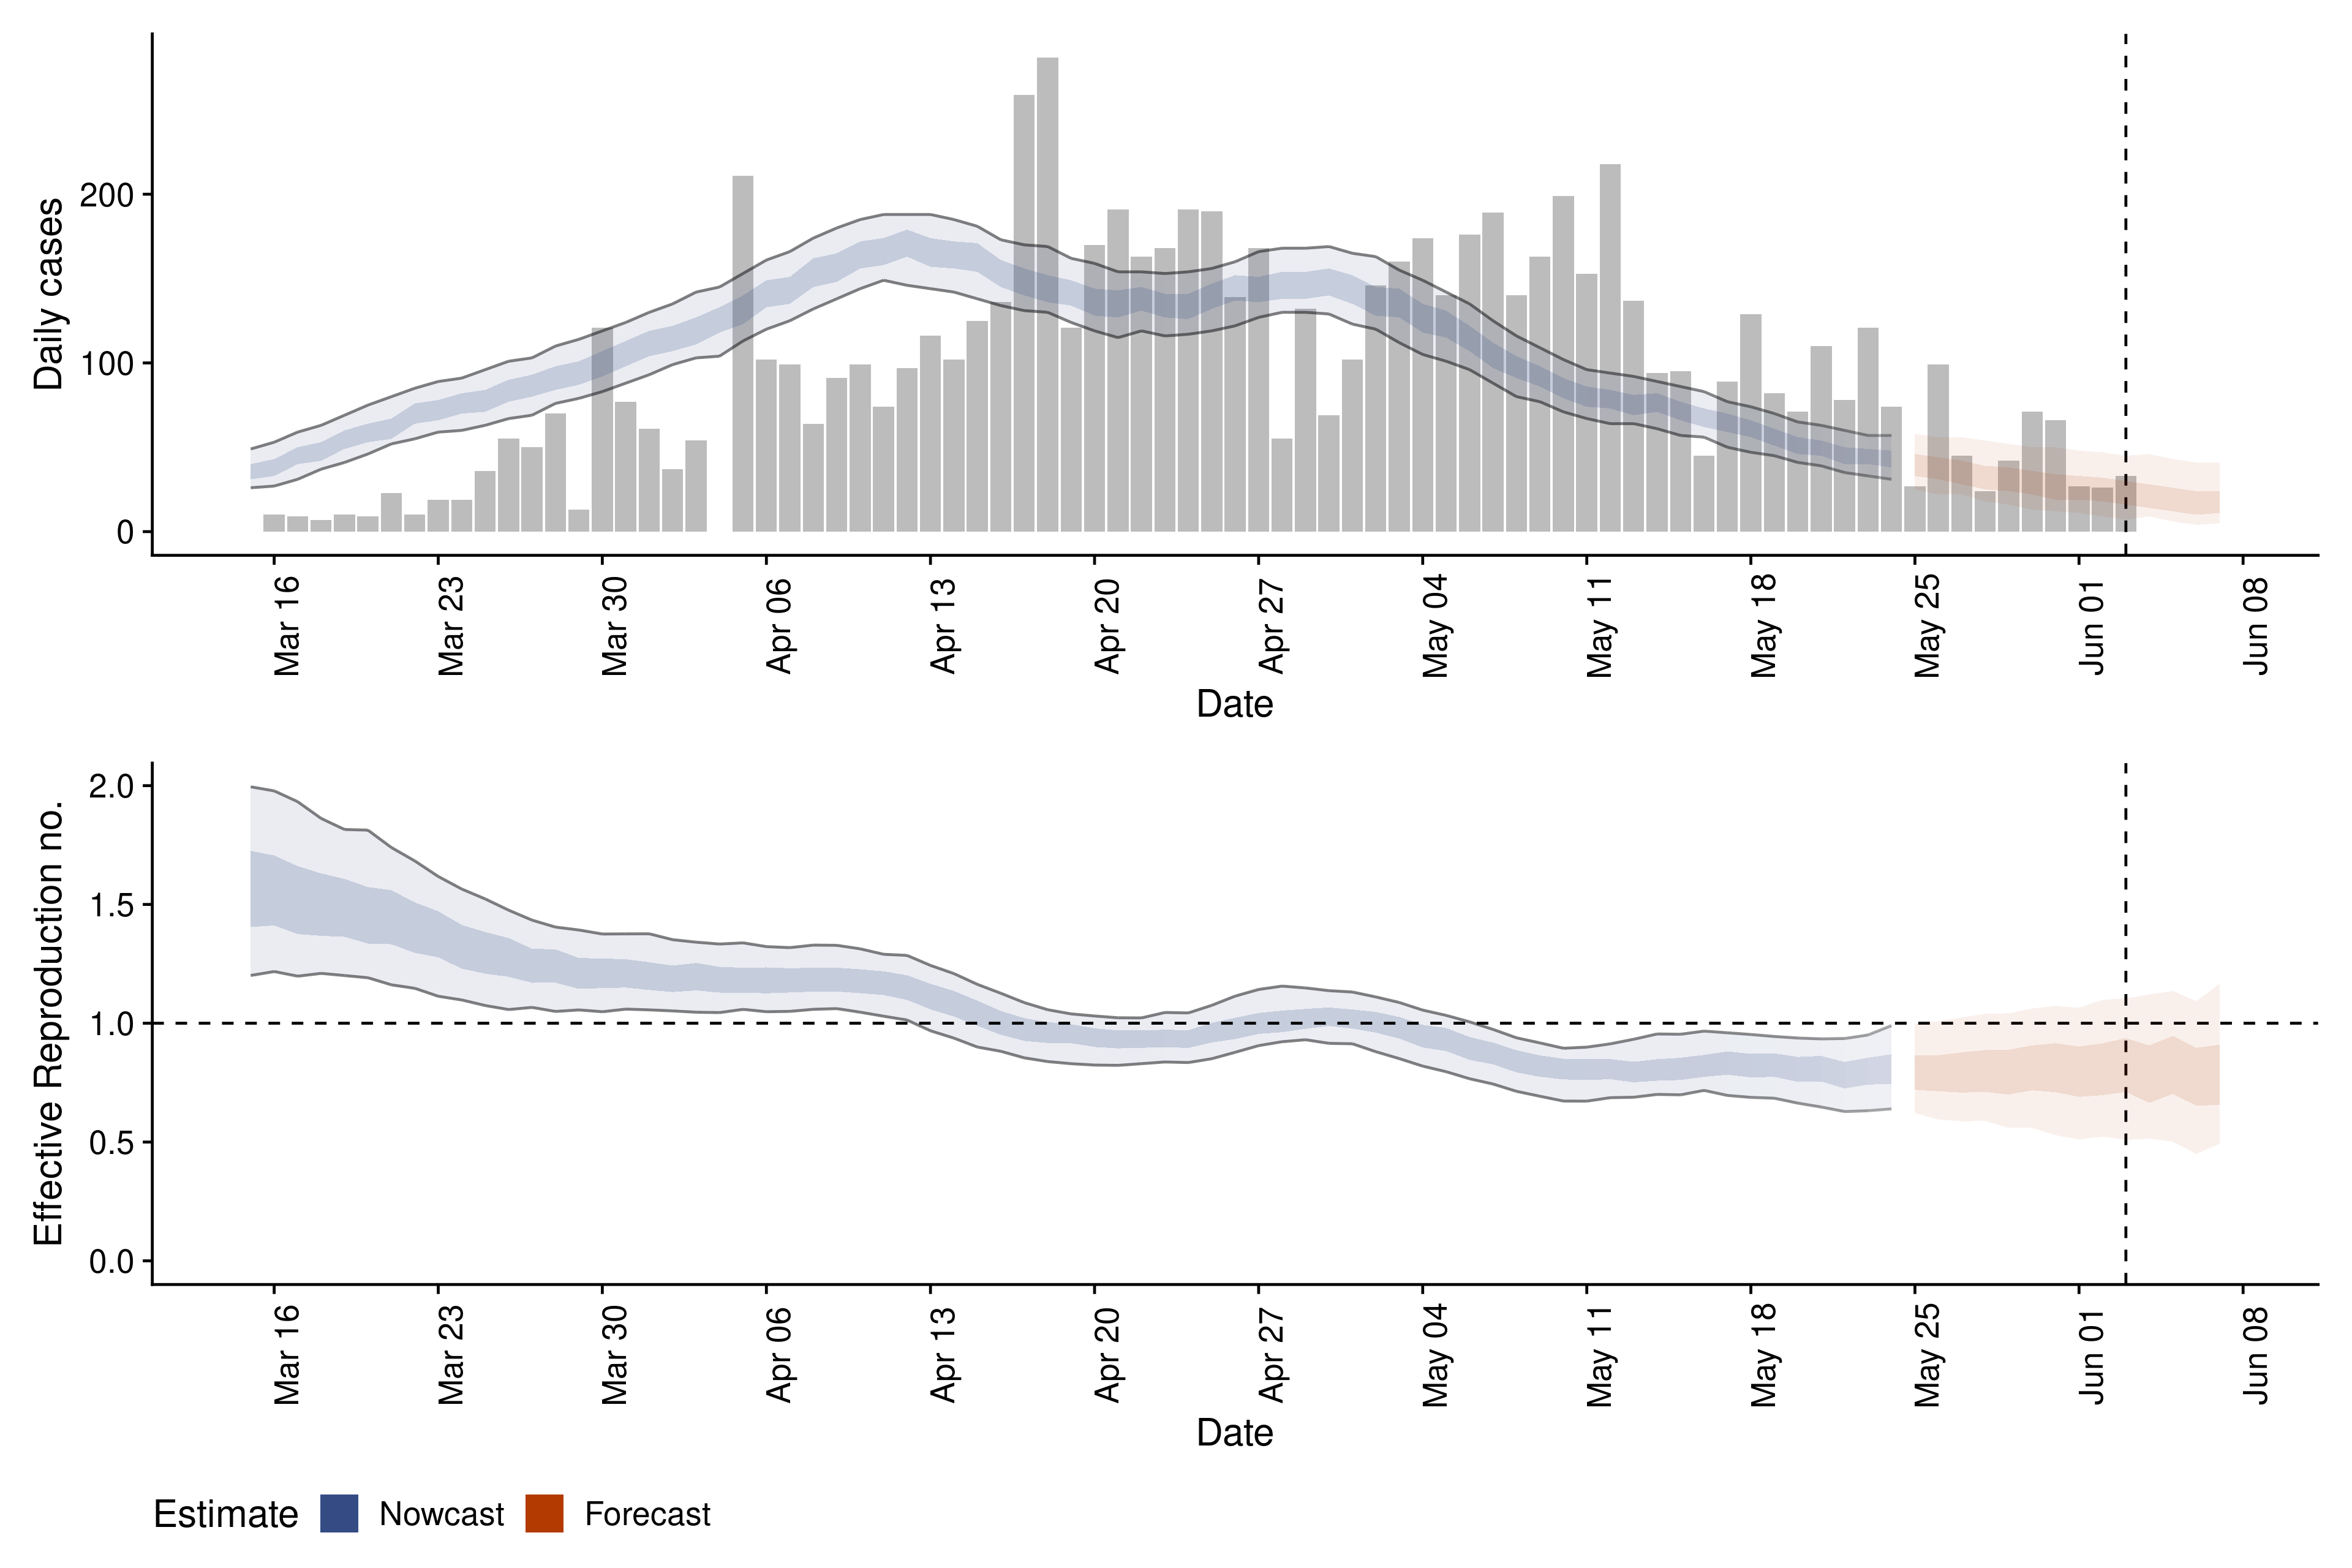 Daily cases
200
100
0
Mar 16
Mar 23
Mar 30
Apr 06
Apr 13
Apr 20
Apr 27
May 04
May 11
May 18
May 25
Jun 01
Jun 08
Date
Effective Reproduction no.
2.0
1.5
1.0
0.5
0.0
Mar 16
Mar 23
Mar 30
Apr 06
Apr 13
Apr 20
Apr 27
May 04
May 11
May 18
May 25
Jun 01
Jun 08
Date
Estimate Nowcast Forecast